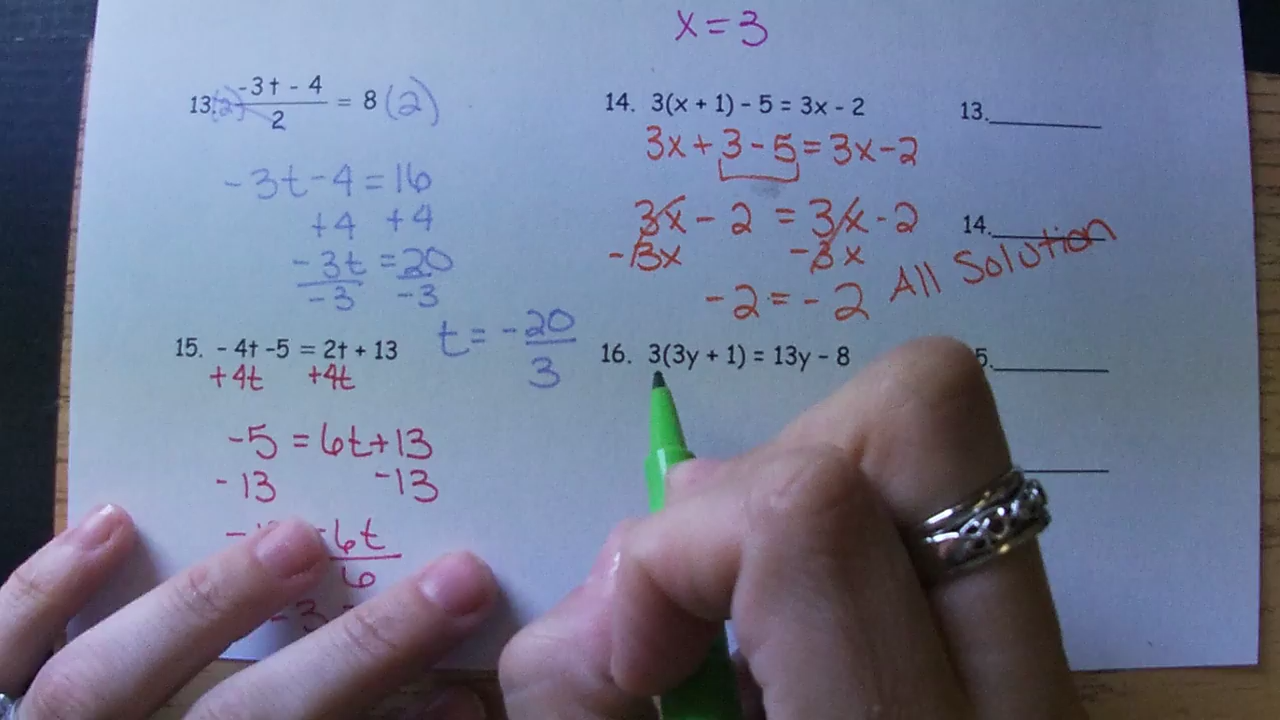 x = 3
13. (2) -3t - 4 / 2 = 8 (2)
-3t - 4 = 16
+4 +4
-3t = 20
-3 -3
t = -20/3
14. 3(x + 1) - 5 = 3x - 2
3x + 3 - 5 = 3x - 2
3x - 2 = 3x - 2
-3x -3x
-2 = -2 All Solution
13.
14.
15. - 4t -5 = 2t + 13
+4t +4t
-5 = 6t + 13
-13 -13
6t
6
-3
16. 3(3y + 1) = 13y - 8
5.